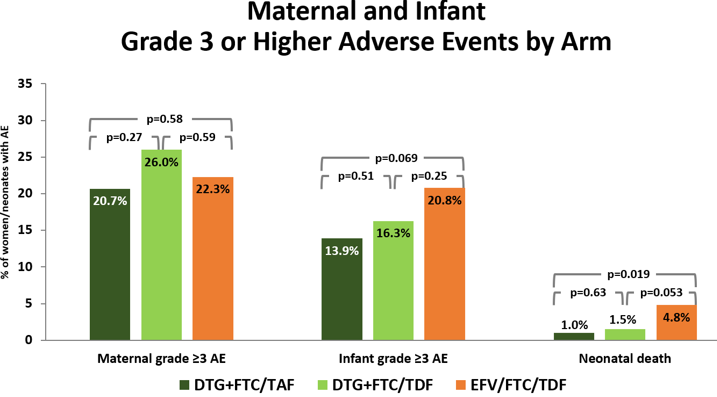 Maternal and Infant
Grade 3 or Higher Adverse Events by Arm
% of women/neonates with AE
35
30
25
20
15
10
5
0
p=0.58
p=0.27
p=0.59
20.7%
26.0%
22.3%
p=0.069
p=0.51
p=0.25
13.9%
16.3%
20.8%
p=0.019
p=0.63
p=0.053
1.0%
1.5%
4.8%
Maternal grade ≥3 AE
Infant grade ≥3 AE
Neonatal death
DTG+FTC/TAF
DTG+FTC/TDF
EFV/FTC/TDF